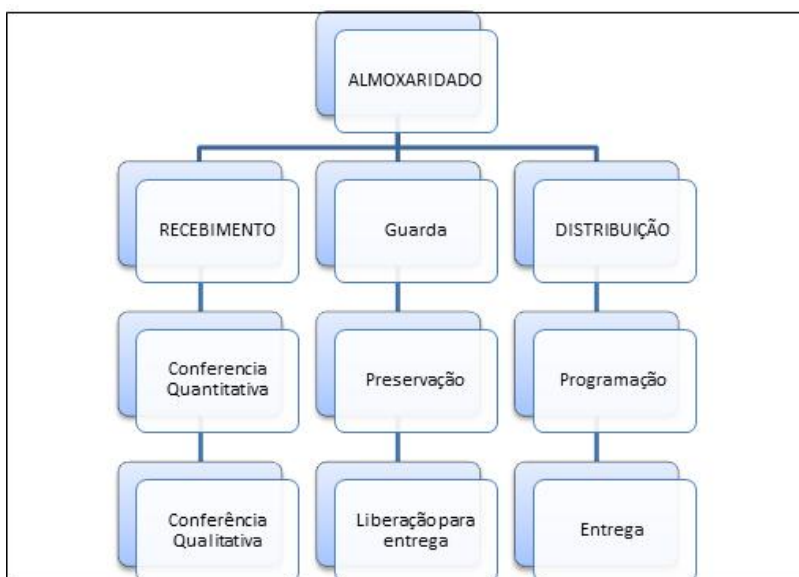 ALMOXARIDADO
RECEBIMENTO
Guarda
DISTRIBUIÇÃO
Conferencia
Quantitativa
Preservação
Programação
Conferência
Qualitativa
Liberação para
entrega
Entrega